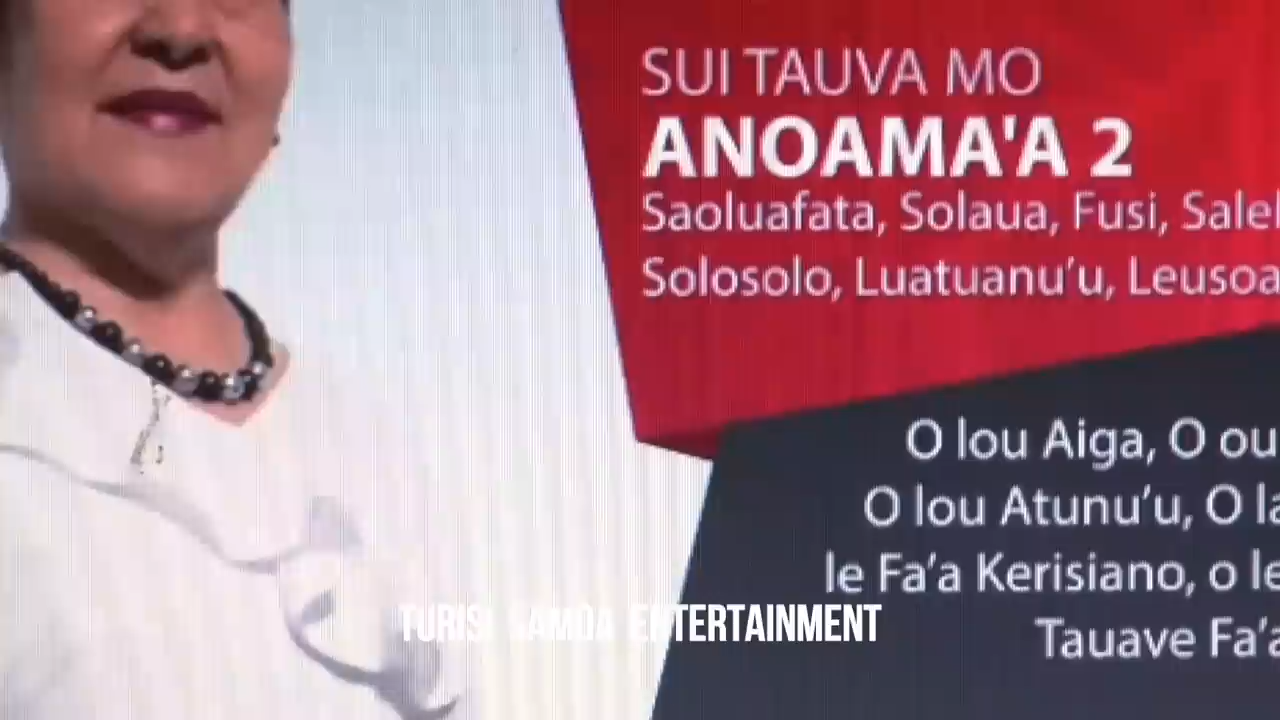 SUI TAUVA MO
ANOAMA'A 2
Saoluafata, Solaua, Fusi,
Solosolo, Luatuanu’u,
O lou Aiga, O
O lou Atunu’u, O
le Fa’a Kerisiano, o
Tauave
SAMOA ENTERTAINMENT